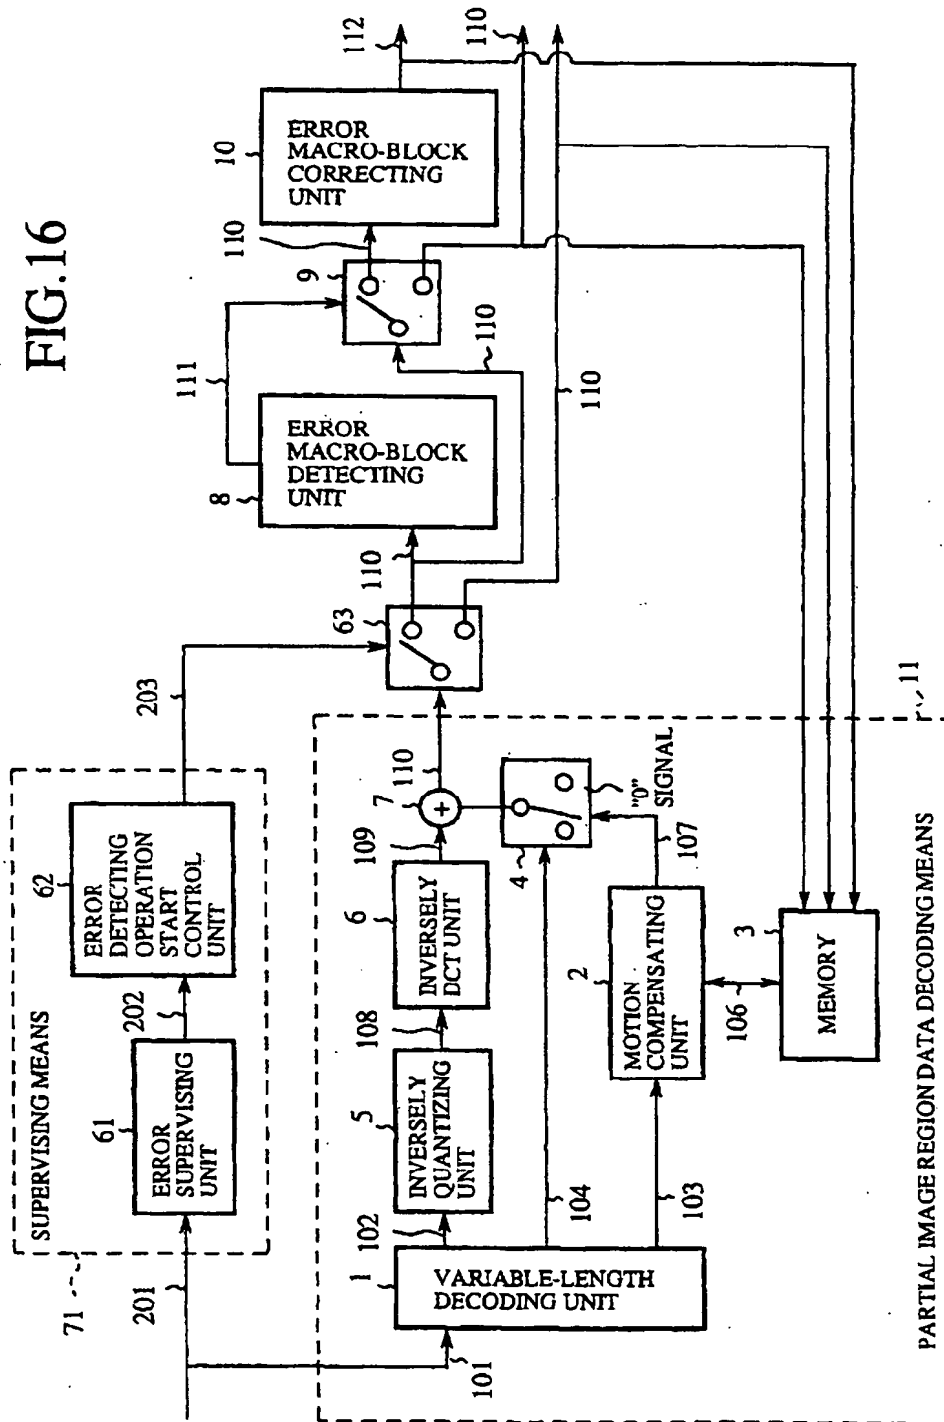 FIG.16
SUPERVISING MEANS
71
201
61
ERROR
SUPERVISING
UNIT
202
62
ERROR
DETECTING
OPERATION
START
CONTROL
UNIT
203
101
1
VARIABLE-LENGTH
DECODING UNIT
102
5
INVERSELY
QUANTIZING
UNIT
108
6
INVERSELY
DCT UNIT
109
7
+
110
104
4
"0"
SIGNAL
103
2
MOTION
COMPENSATING
UNIT
107
106
3
MEMORY
11
PARTIAL IMAGE REGION DATA DECODING MEANS
63
110
8
ERROR
MACRO-BLOCK
DETECTING
UNIT
111
110
110
9
110
10
ERROR
MACRO-BLOCK
CORRECTING
UNIT
112
110